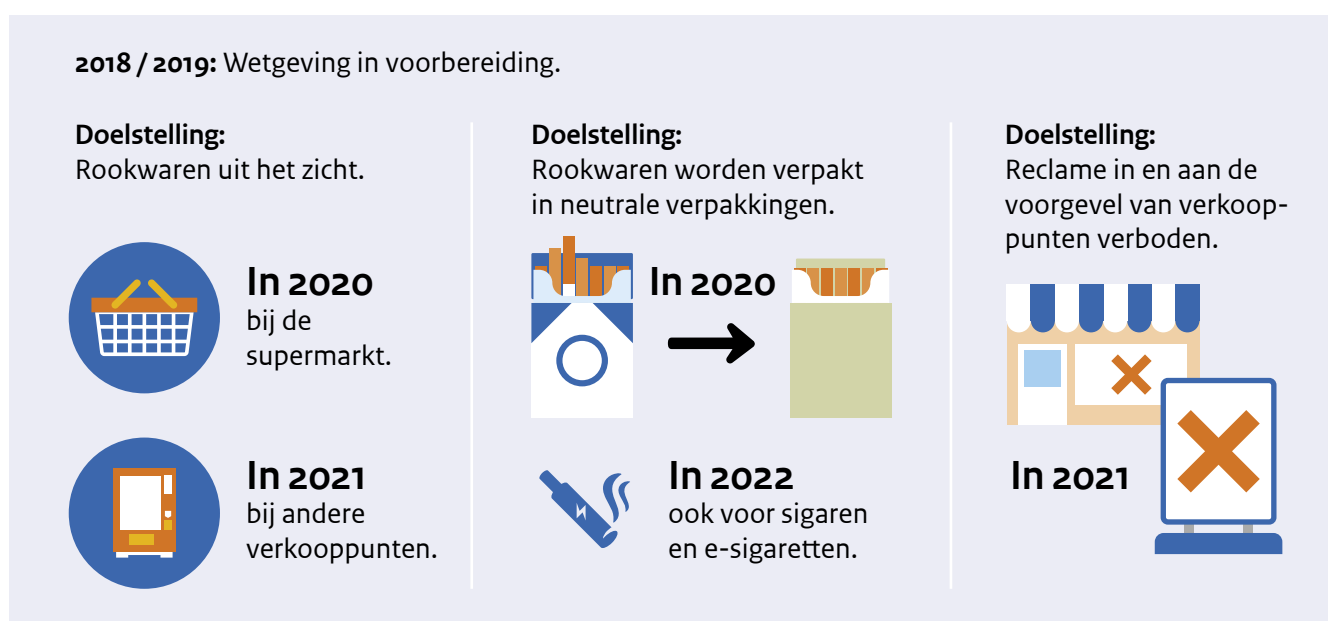 2018 / 2019: Wetgeving in voorbereiding.
Doelstelling:
Rookwaren uit het zicht.
In 2020
bij de
supermarkt.
In 2021
bij andere
verkooppunten.
Doelstelling:
Rookwaren worden verpakt
in neutrale verpakkingen.
In 2020
In 2022
ook voor sigaren
en e-sigaretten.
Doelstelling:
Reclame in en aan de
voorgevel van verkoop-
punten verboden.
In 2021